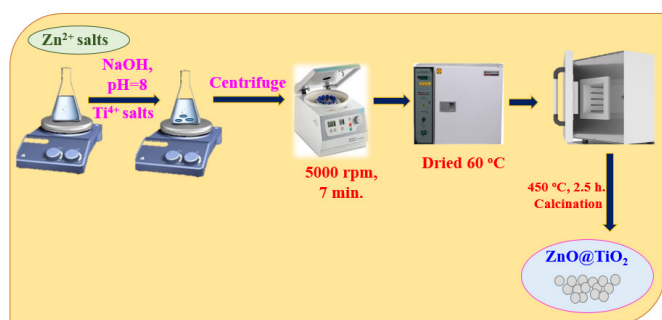 Zn²⁺ salts
NaOH,
pH=8
Ti⁴⁺ salts
Centrifuge
5000 rpm,
7 min.
Dried 60 °C
450 °C, 2.5 h.
Calcination
ZnO@TiO₂